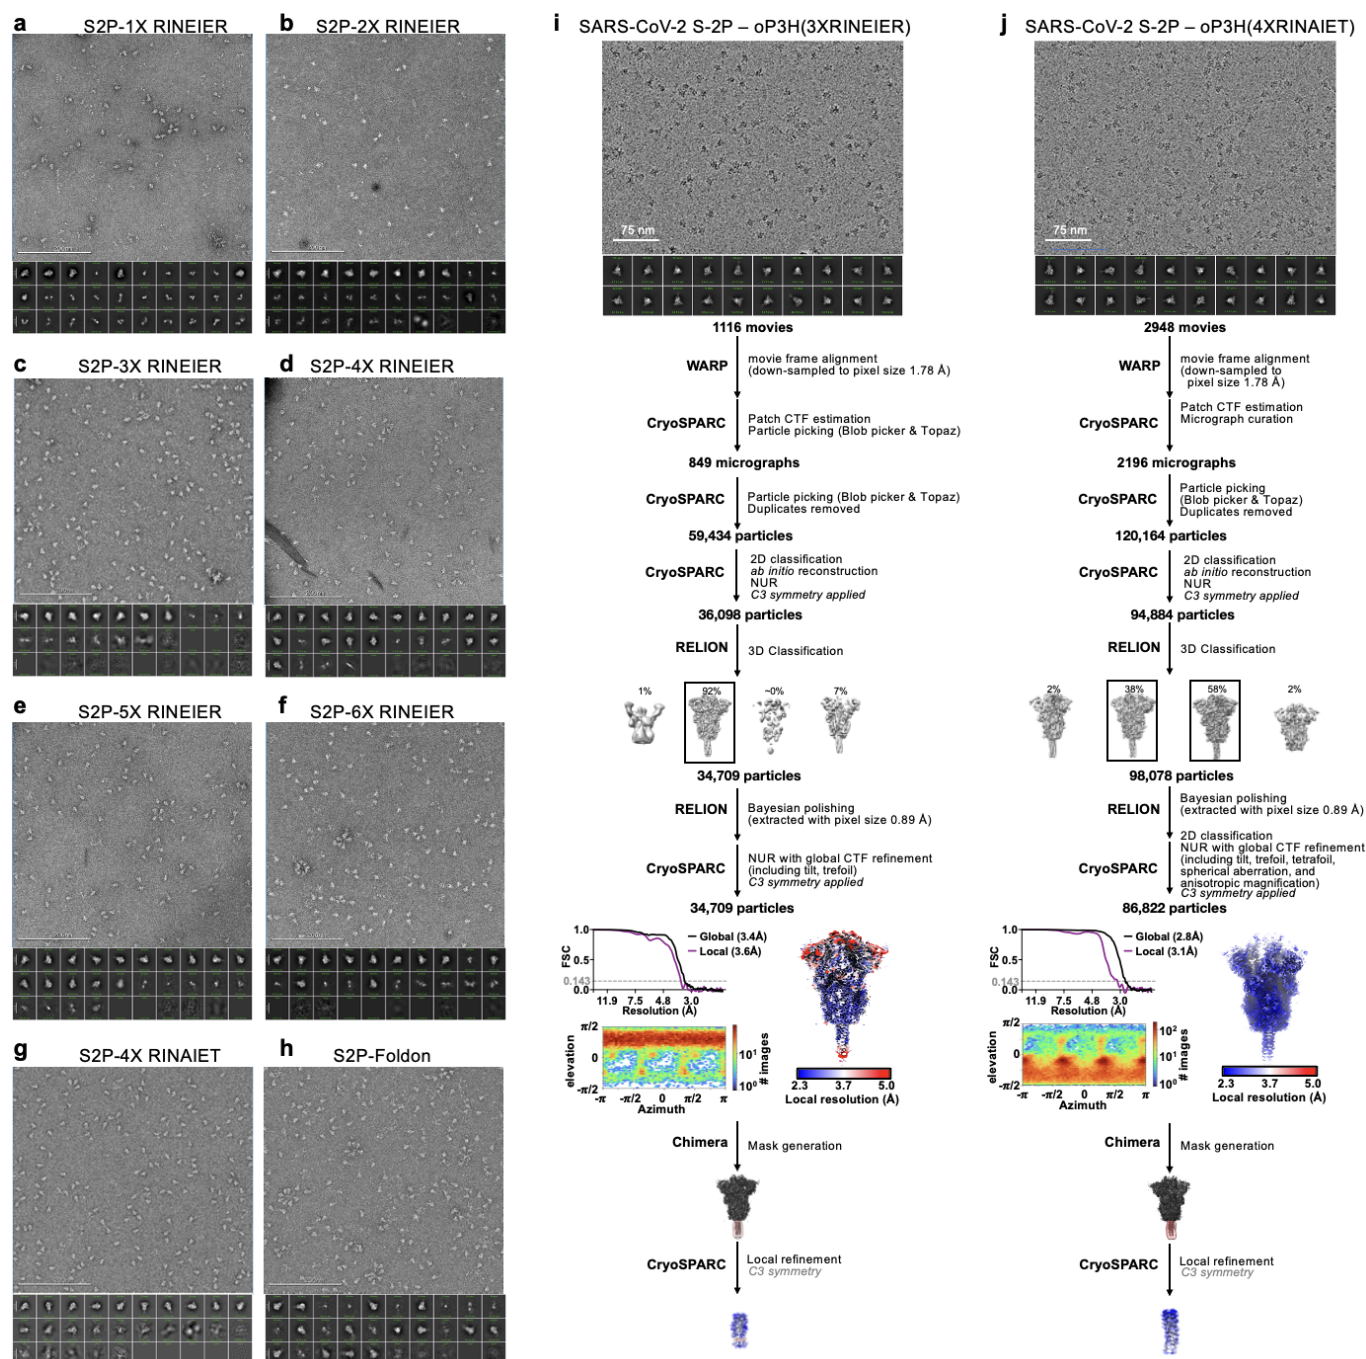 a
S2P-1X RINEIER
b
S2P-2X RINEIER
c
S2P-3X RINEIER
d
S2P-4X RINEIER
e
S2P-5X RINEIER
f
S2P-6X RINEIER
g
S2P-4X RINAIET
h
S2P-Foldon
i
SARS-CoV-2 S-2P – oP3H(3XRINEIER)
75 nm
1116 movies
WARP
movie frame alignment
(down-sampled to pixel size 1.78 Å)
CryoSPARC
Patch CTF estimation
Particle picking (Blob picker & Topaz)
849 micrographs
CryoSPARC
Particle picking (Blob picker & Topaz)
Duplicates removed
59,434 particles
CryoSPARC
2D classification
ab initio reconstruction
NUR
C3 symmetry applied
36,098 particles
RELION
3D Classification
1%
92%
~0%
7%
34,709 particles
RELION
Bayesian polishing
(extracted with pixel size 0.89 Å)
CryoSPARC
NUR with global CTF refinement
(including tilt, trefoil)
C3 symmetry applied
34,709 particles
FSC
1.0
0.5
0.143
0.0
Global (3.4Å)
Local (3.6Å)
11.9 7.5 4.8 3.0
Resolution (Å)
elevation
π/2
0
-π/2
-π -π/2 0 π/2 π
Azimuth
10¹
10⁰
# images
2.3 3.7 5.0
Local resolution (Å)
Chimera
Mask generation
CryoSPARC
Local refinement
C3 symmetry
j
SARS-CoV-2 S-2P – oP3H(4XRINAIET)
75 nm
2948 movies
WARP
movie frame alignment
(down-sampled to
pixel size 1.78 Å)
CryoSPARC
Patch CTF estimation
Micrograph curation
2196 micrographs
CryoSPARC
Particle picking
(Blob picker & Topaz)
Duplicates removed
120,164 particles
CryoSPARC
2D classification
ab initio reconstruction
NUR
C3 symmetry applied
94,884 particles
RELION
3D Classification
2%
38%
58%
2%
98,078 particles
RELION
Bayesian polishing
(extracted with pixel size 0.89 Å)
CryoSPARC
2D classification
NUR with global CTF refinement
(including tilt, trefoil, tetrafoil,
spherical aberration, and
anisotropic magnification)
C3 symmetry applied
86,822 particles
FSC
1.0
0.5
0.143
0.0
Global (2.8Å)
Local (3.1Å)
11.9 7.5 4.8 3.0
Resolution (Å)
elevation
π/2
0
-π/2
-π -π/2 0 π/2 π
Azimuth
10²
10¹
10⁰
# images
2.3 3.7 5.0
Local resolution (Å)
Chimera
Mask generation
CryoSPARC
Local refinement
C3 symmetry